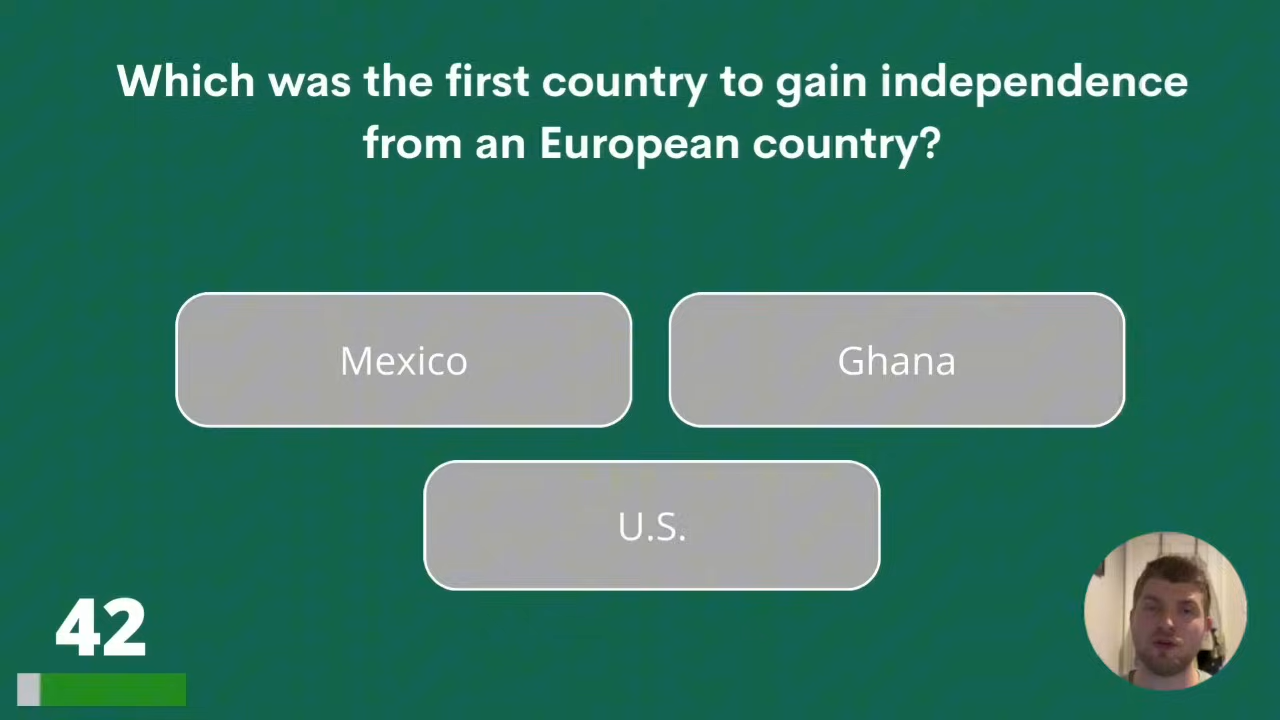 Which was the first country to gain independence
from an European country?
Mexico
Ghana
U.S.
42